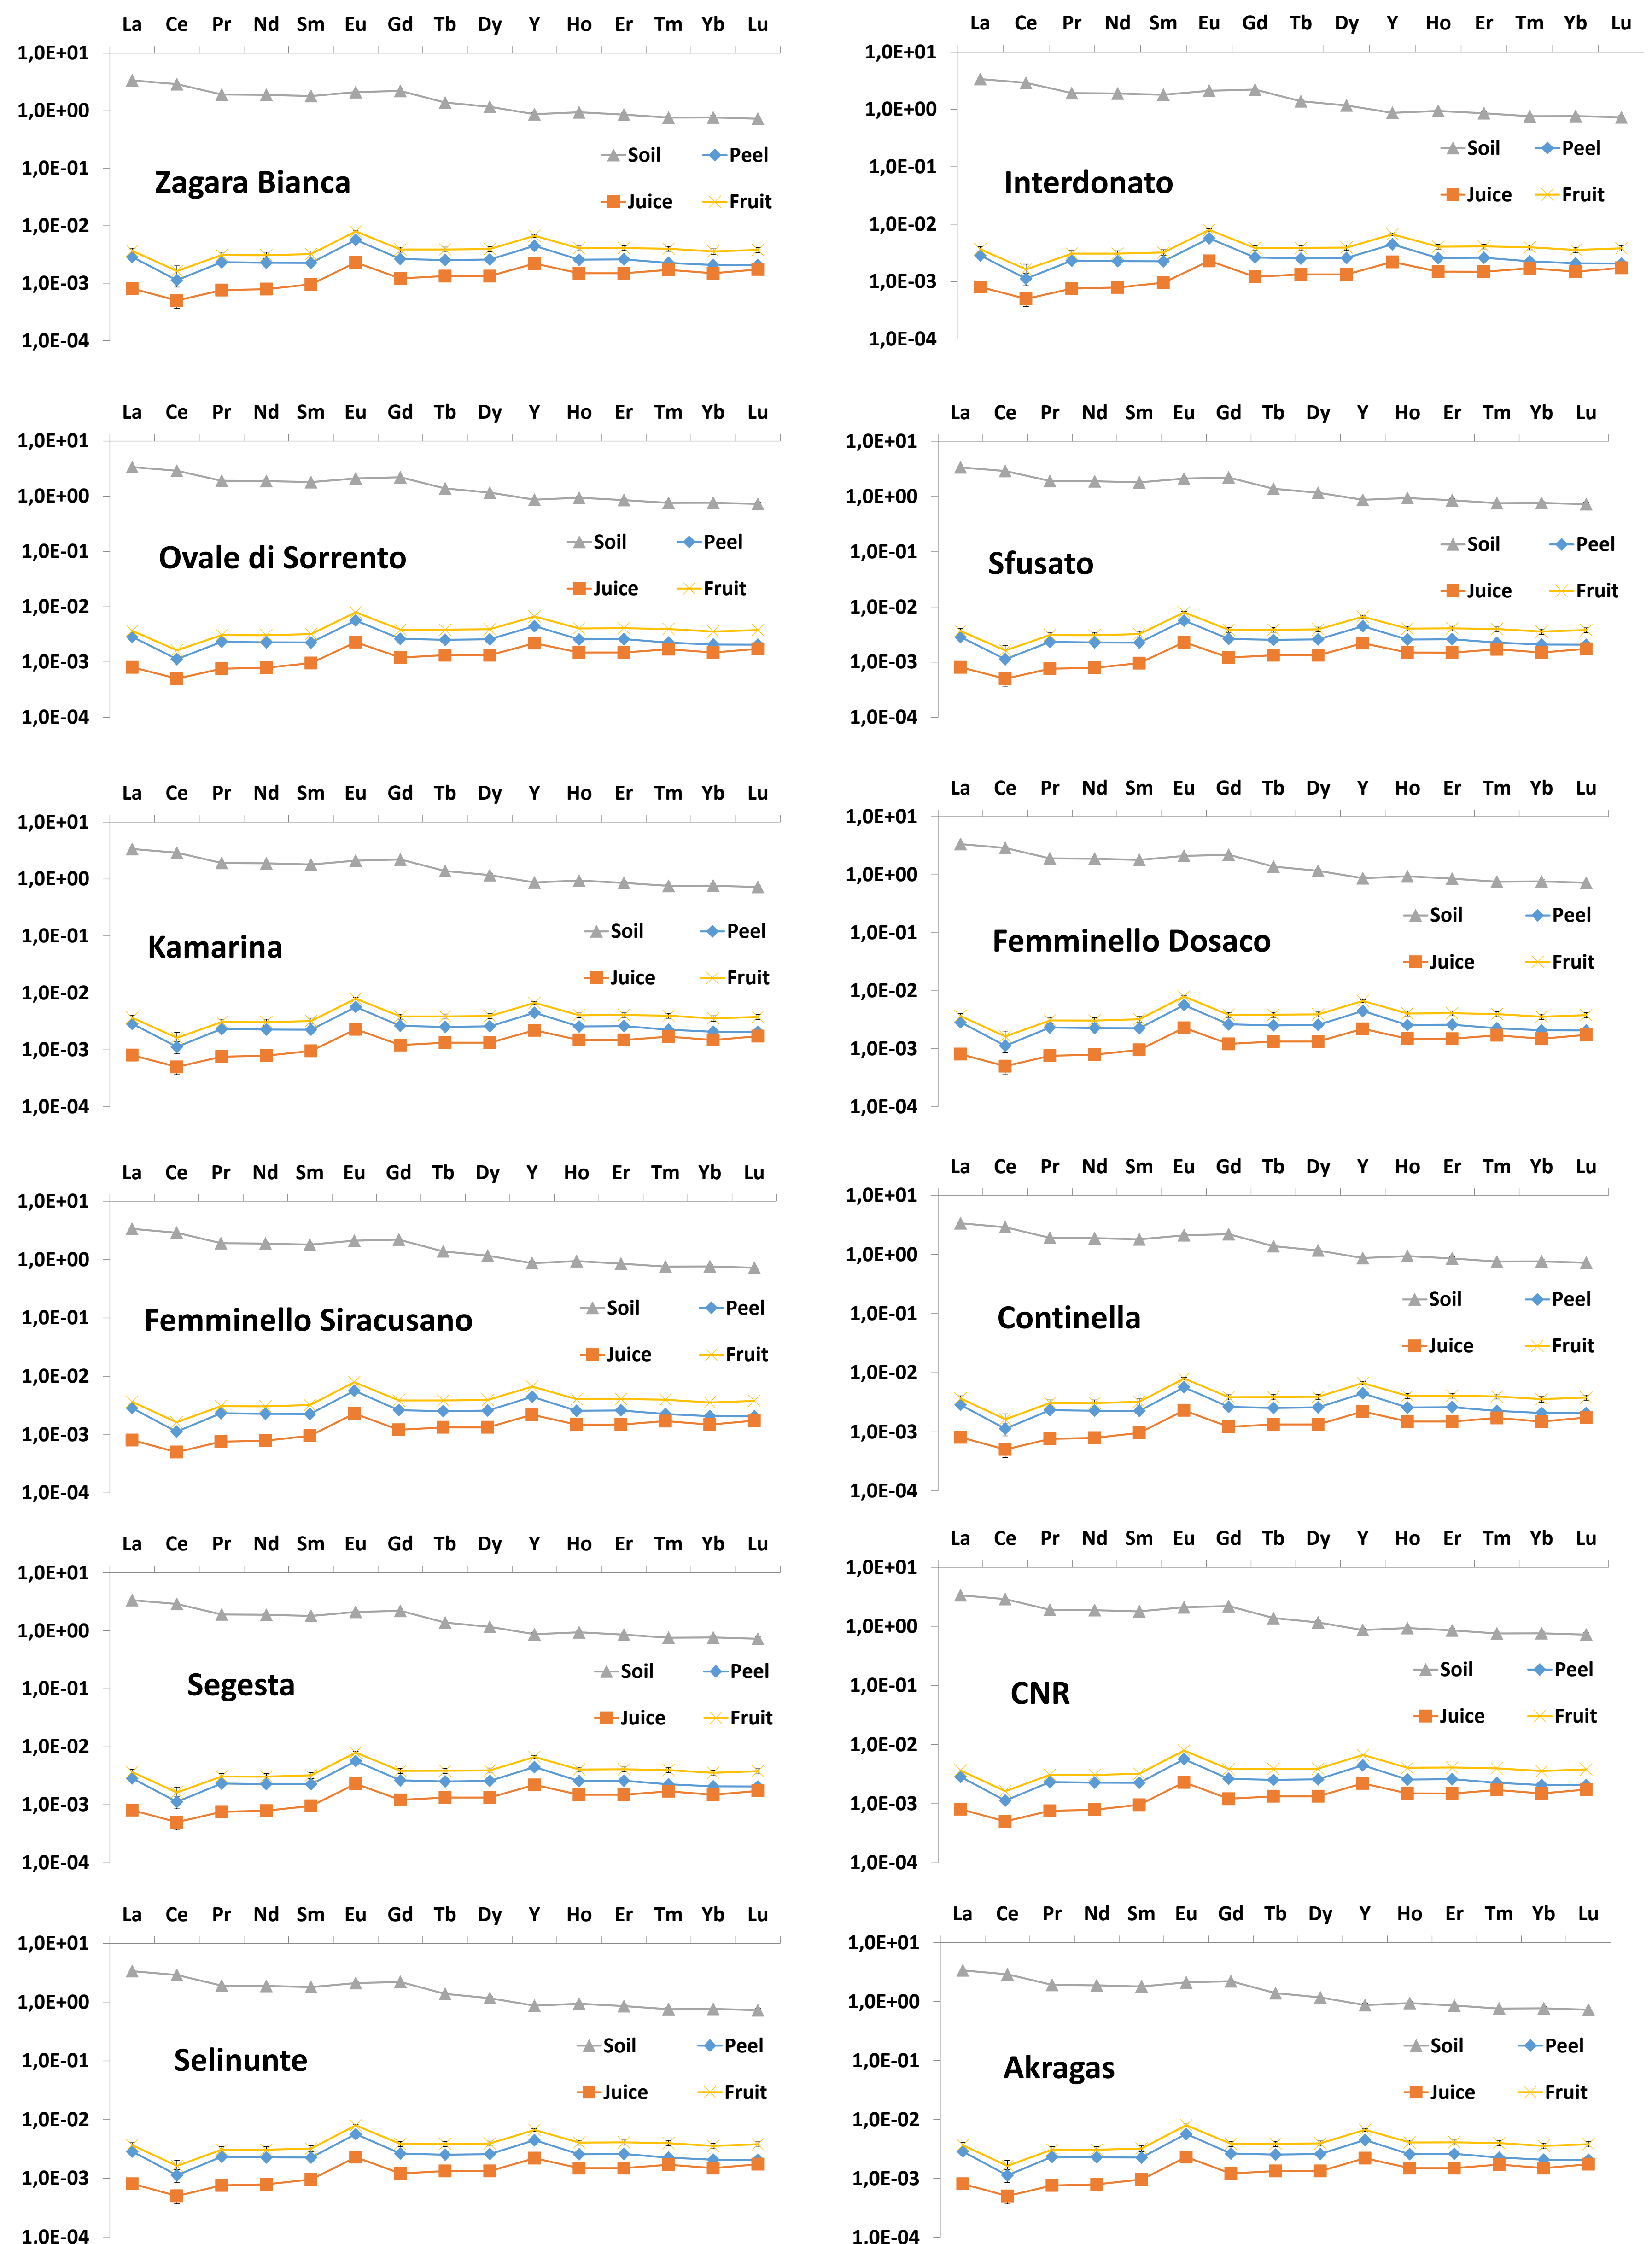 La Ce Pr Nd Sm Eu Gd Tb Dy Y Ho Er Tm Yb Lu
1,0E+01
1,0E+00
1,0E-01
Soil Peel
Zagara Bianca
Juice Fruit
1,0E-02
1,0E-03
1,0E-04
La Ce Pr Nd Sm Eu Gd Tb Dy Y Ho Er Tm Yb Lu
1,0E+01
1,0E+00
1,0E-01
Soil Peel
Interdonato
Juice Fruit
1,0E-02
1,0E-03
1,0E-04
La Ce Pr Nd Sm Eu Gd Tb Dy Y Ho Er Tm Yb Lu
1,0E+01
1,0E+00
1,0E-01
Soil Peel
Ovale di Sorrento
Juice Fruit
1,0E-02
1,0E-03
1,0E-04
La Ce Pr Nd Sm Eu Gd Tb Dy Y Ho Er Tm Yb Lu
1,0E+01
1,0E+00
1,0E-01
Soil Peel
Sfusato
Juice Fruit
1,0E-02
1,0E-03
1,0E-04
La Ce Pr Nd Sm Eu Gd Tb Dy Y Ho Er Tm Yb Lu
1,0E+01
1,0E+00
1,0E-01
Soil Peel
Kamarina
Juice Fruit
1,0E-02
1,0E-03
1,0E-04
La Ce Pr Nd Sm Eu Gd Tb Dy Y Ho Er Tm Yb Lu
1,0E+01
1,0E+00
1,0E-01
Soil Peel
Femminello Dosaco
Juice Fruit
1,0E-02
1,0E-03
1,0E-04
La Ce Pr Nd Sm Eu Gd Tb Dy Y Ho Er Tm Yb Lu
1,0E+01
1,0E+00
1,0E-01
Soil Peel
Femminello Siracusano
Juice Fruit
1,0E-02
1,0E-03
1,0E-04
La Ce Pr Nd Sm Eu Gd Tb Dy Y Ho Er Tm Yb Lu
1,0E+01
1,0E+00
1,0E-01
Soil Peel
Continella
Juice Fruit
1,0E-02
1,0E-03
1,0E-04
La Ce Pr Nd Sm Eu Gd Tb Dy Y Ho Er Tm Yb Lu
1,0E+01
1,0E+00
1,0E-01
Soil Peel
Segesta
Juice Fruit
1,0E-02
1,0E-03
1,0E-04
La Ce Pr Nd Sm Eu Gd Tb Dy Y Ho Er Tm Yb Lu
1,0E+01
1,0E+00
1,0E-01
Soil Peel
CNR
Juice Fruit
1,0E-02
1,0E-03
1,0E-04
La Ce Pr Nd Sm Eu Gd Tb Dy Y Ho Er Tm Yb Lu
1,0E+01
1,0E+00
1,0E-01
Soil Peel
Selinunte
Juice Fruit
1,0E-02
1,0E-03
1,0E-04
La Ce Pr Nd Sm Eu Gd Tb Dy Y Ho Er Tm Yb Lu
1,0E+01
1,0E+00
1,0E-01
Soil Peel
Akragas
Juice Fruit
1,0E-02
1,0E-03
1,0E-04